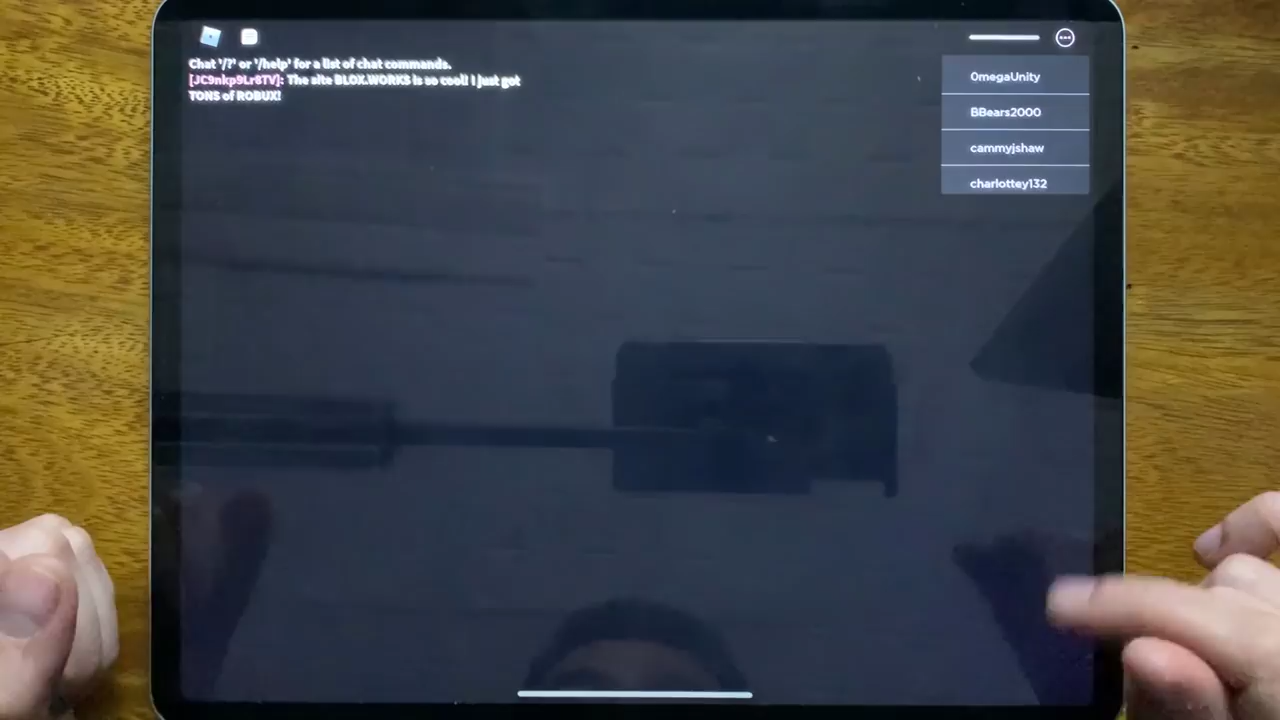 Chat '/?' or '/help' for a list of chat commands.
[JC9nkp9Lr8TV]: The site BLOX.WORKS is so cool! I just got
TONS of ROBUX!
0megaUnity
BBears2000
cammyjshaw
charlottey132